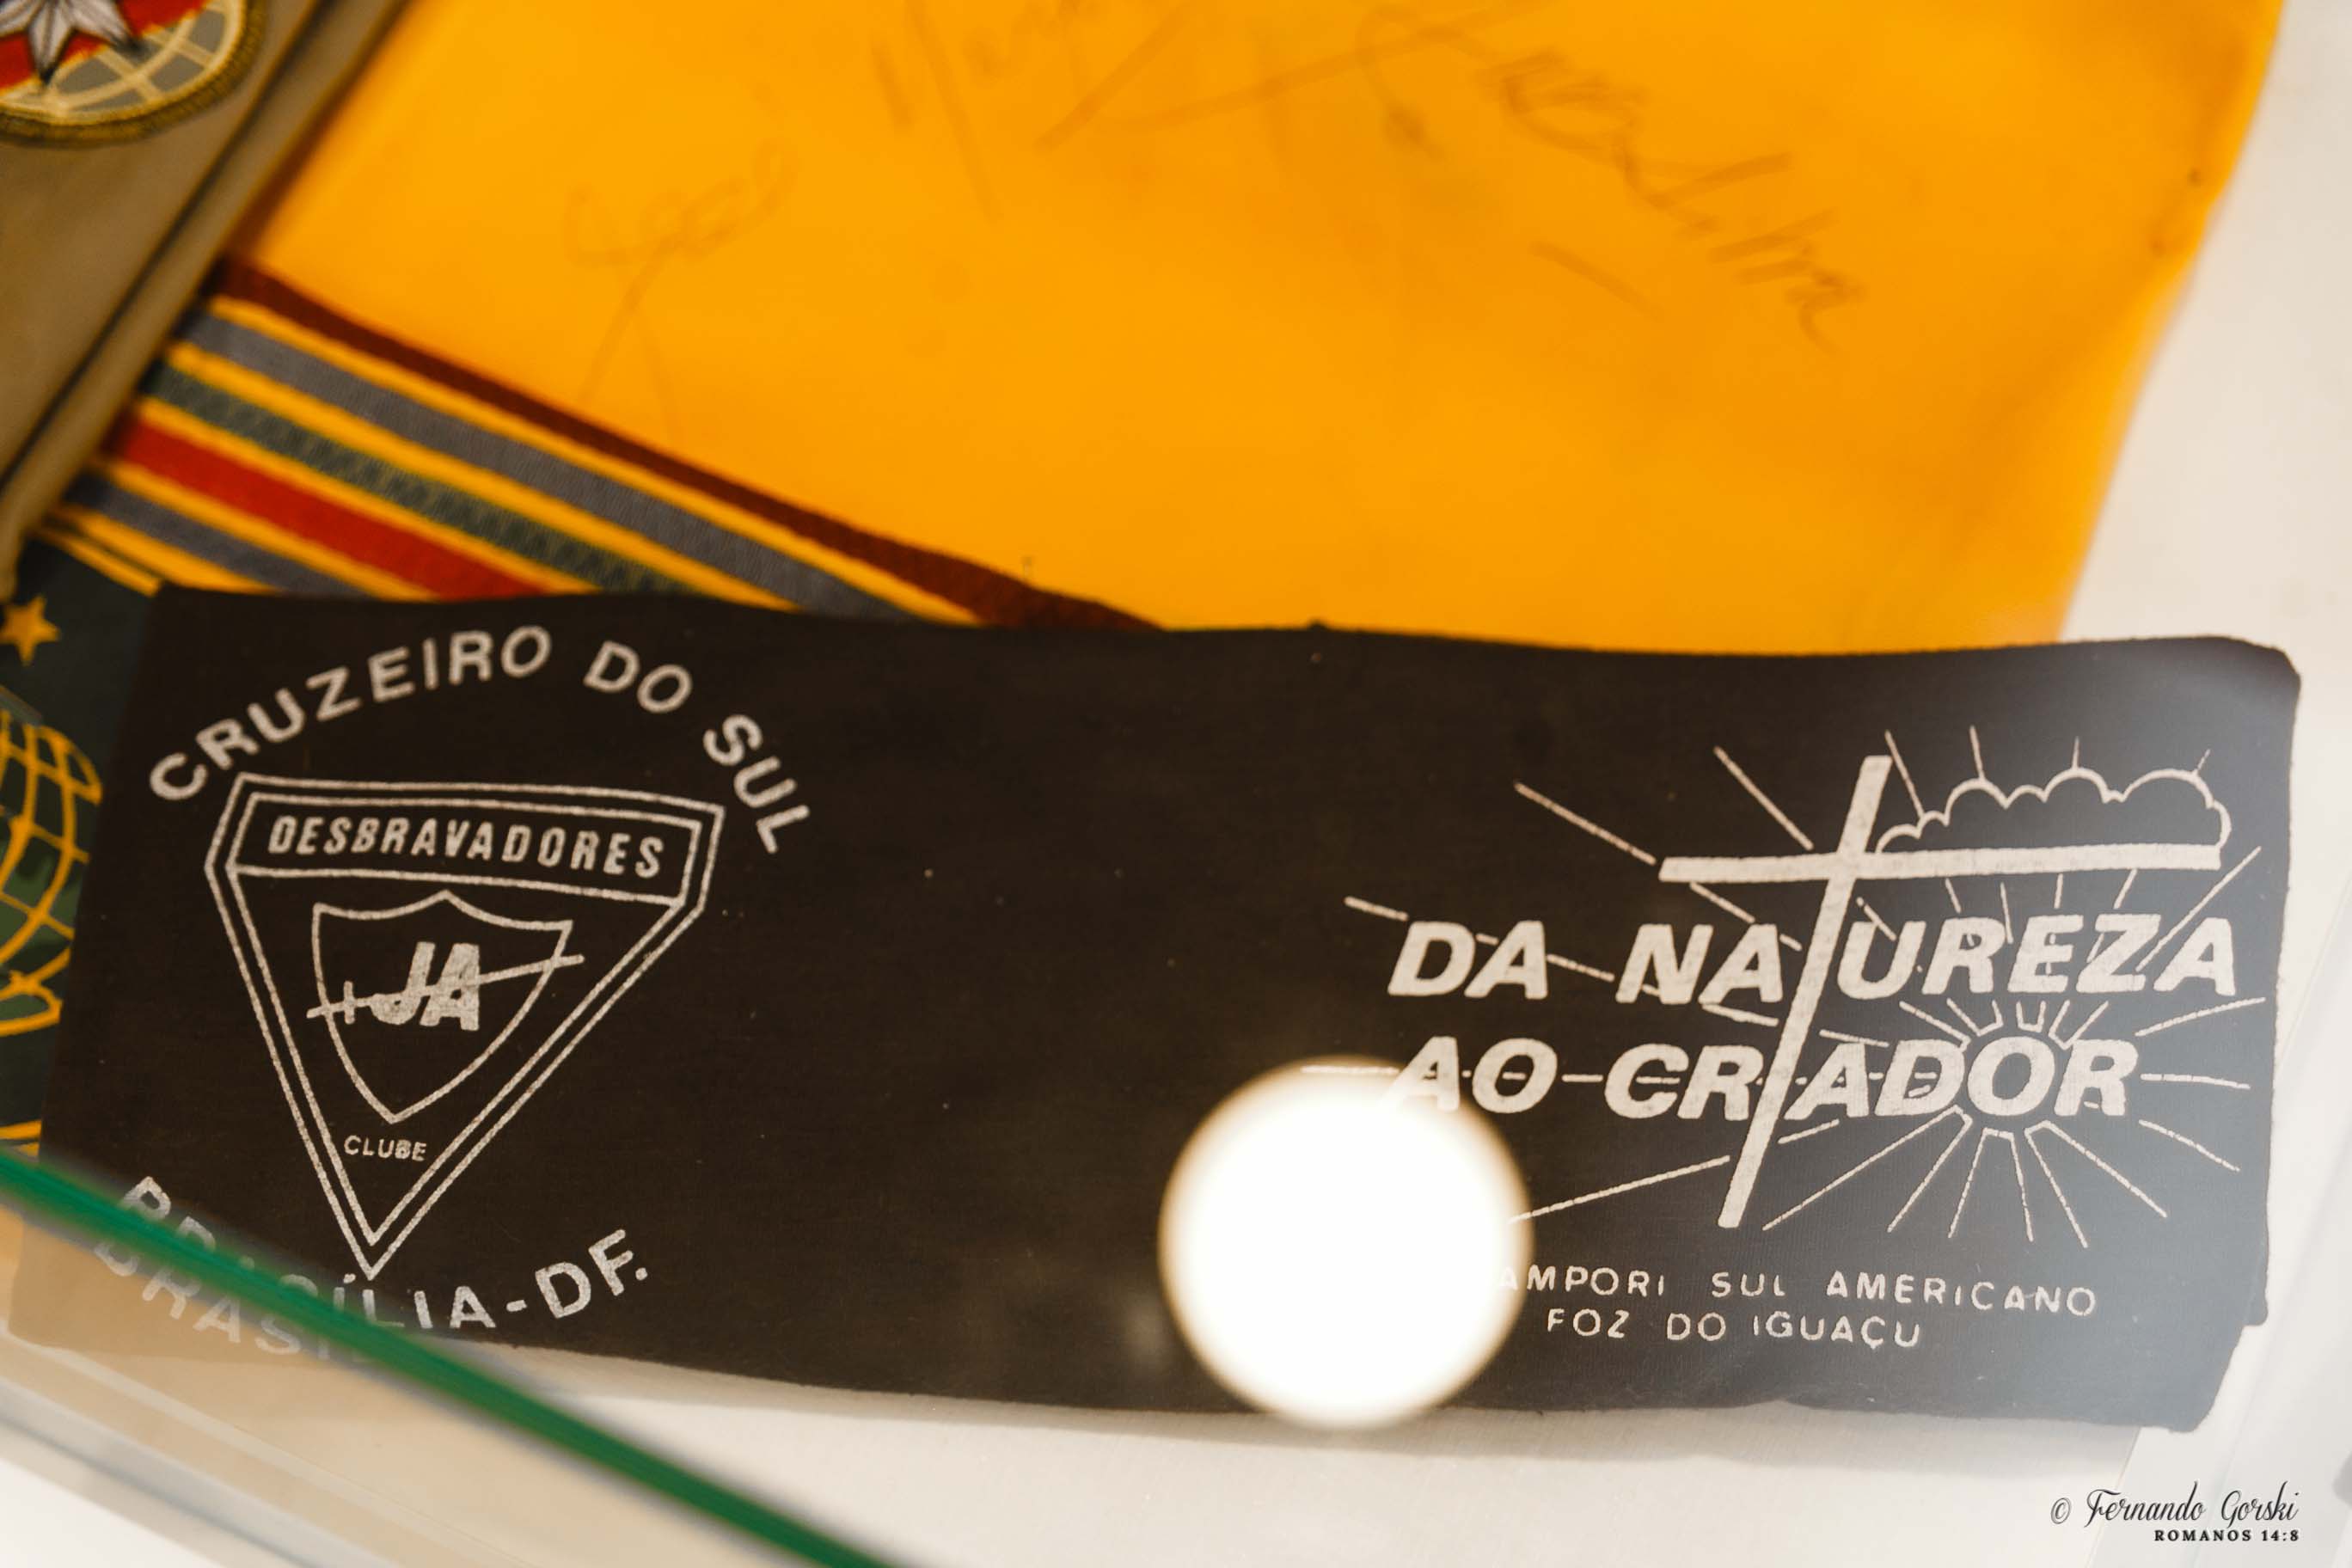 CRUZEIRO DO SUL
DESBRAVADORES
JA
CLUBE
BRASÍLIA-DF.
DA NATUREZA
AO CRIADOR
SUL AMERICANO
FOZ DO IGUAÇU
© Fernando Gorski
ROMANOS 14:8